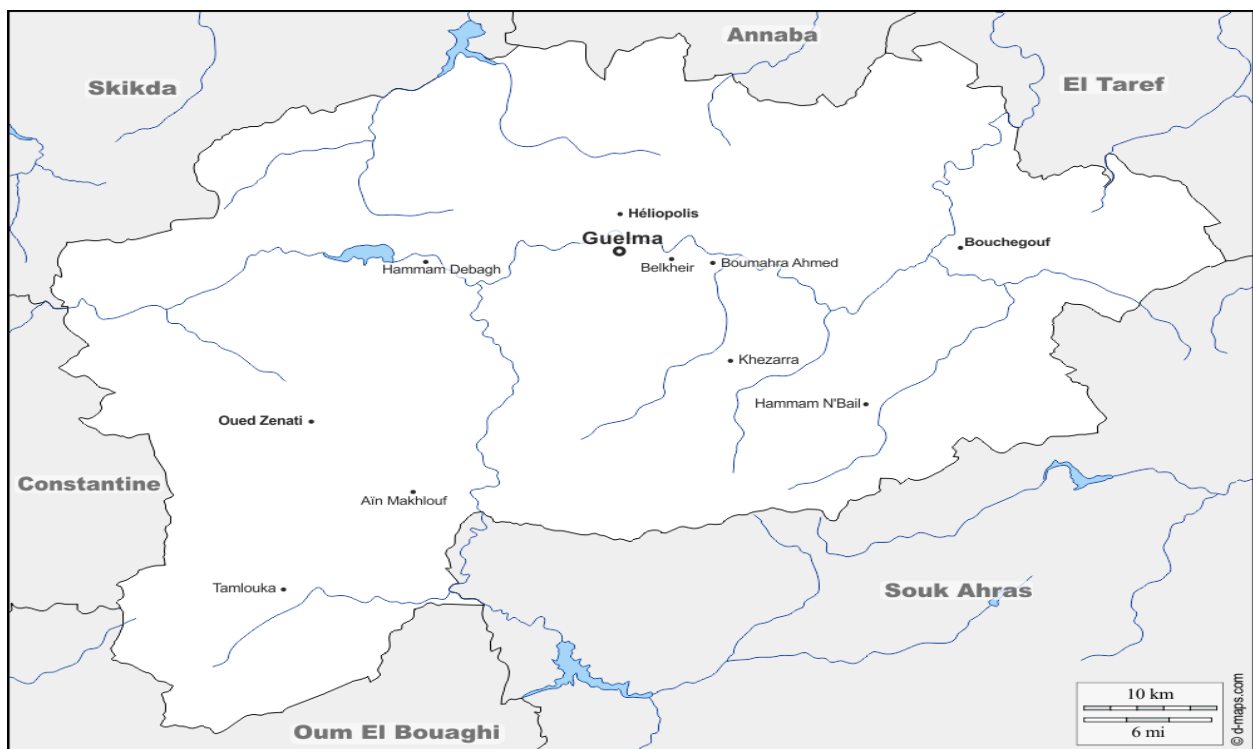 Annaba
Skikda
El Taref
Héliopolis
Guelma
Bouchegouf
Hammam Debagh
Belkheir
Boumahra Ahmed
Khezarra
Hammam N'Bail
Oued Zenati
Constantine
Aïn Makhlouf
Tamlouka
Souk Ahras
Oum El Bouaghi
10 km
6 mi
© d-maps.com